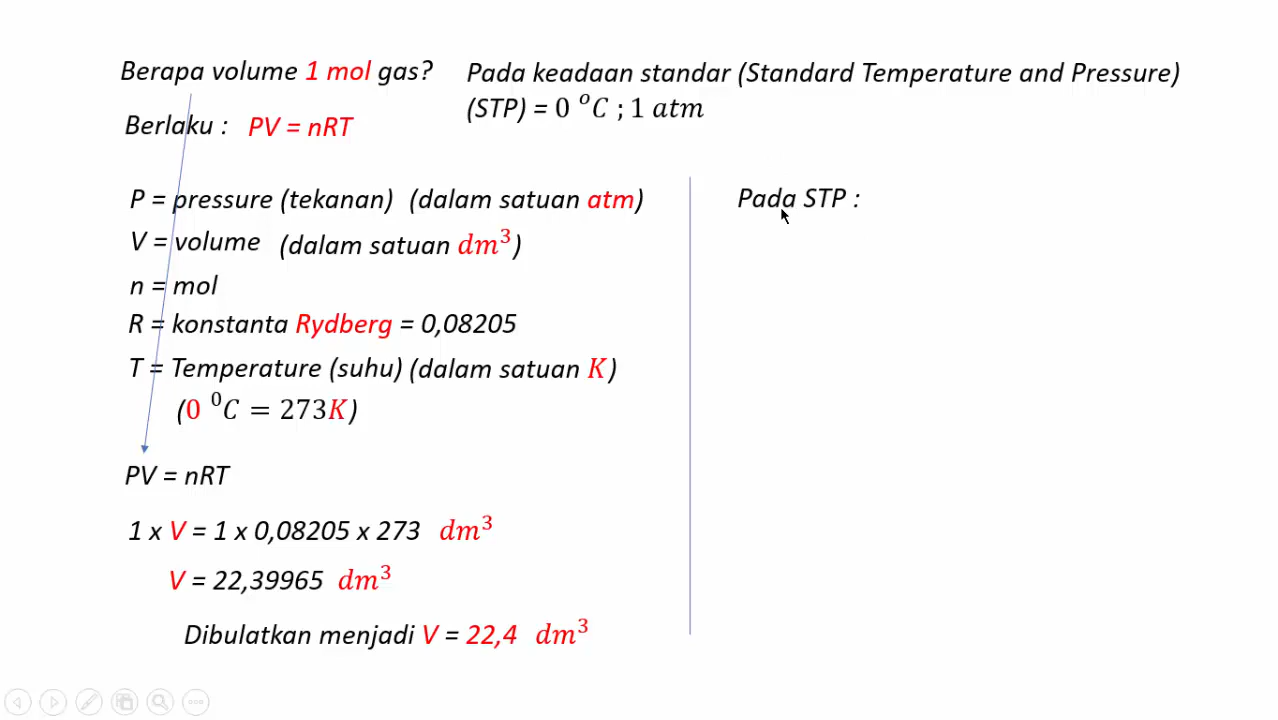 Berapa volume 1 mol gas?
Pada keadaan standar (Standard Temperature and Pressure)
(STP) = 0 °C ; 1 atm
Berlaku : PV = nRT
P = pressure (tekanan) (dalam satuan atm)
V = volume (dalam satuan dm³)
n = mol
R = konstanta Rydberg = 0,08205
T = Temperature (suhu) (dalam satuan K)
(0 ⁰C = 273K)
PV = nRT
1 x V = 1 x 0,08205 x 273 dm³
V = 22,39965 dm³
Dibulatkan menjadi V = 22,4 dm³
Pada STP :